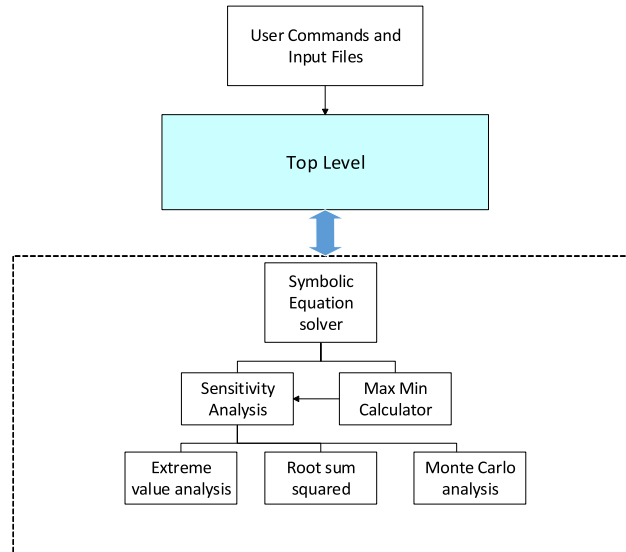 User Commands and
Input Files
Top Level
Symbolic
Equation
solver
Sensitivity
Analysis
Max Min
Calculator
Extreme
value analysis
Root sum
squared
Monte Carlo
analysis